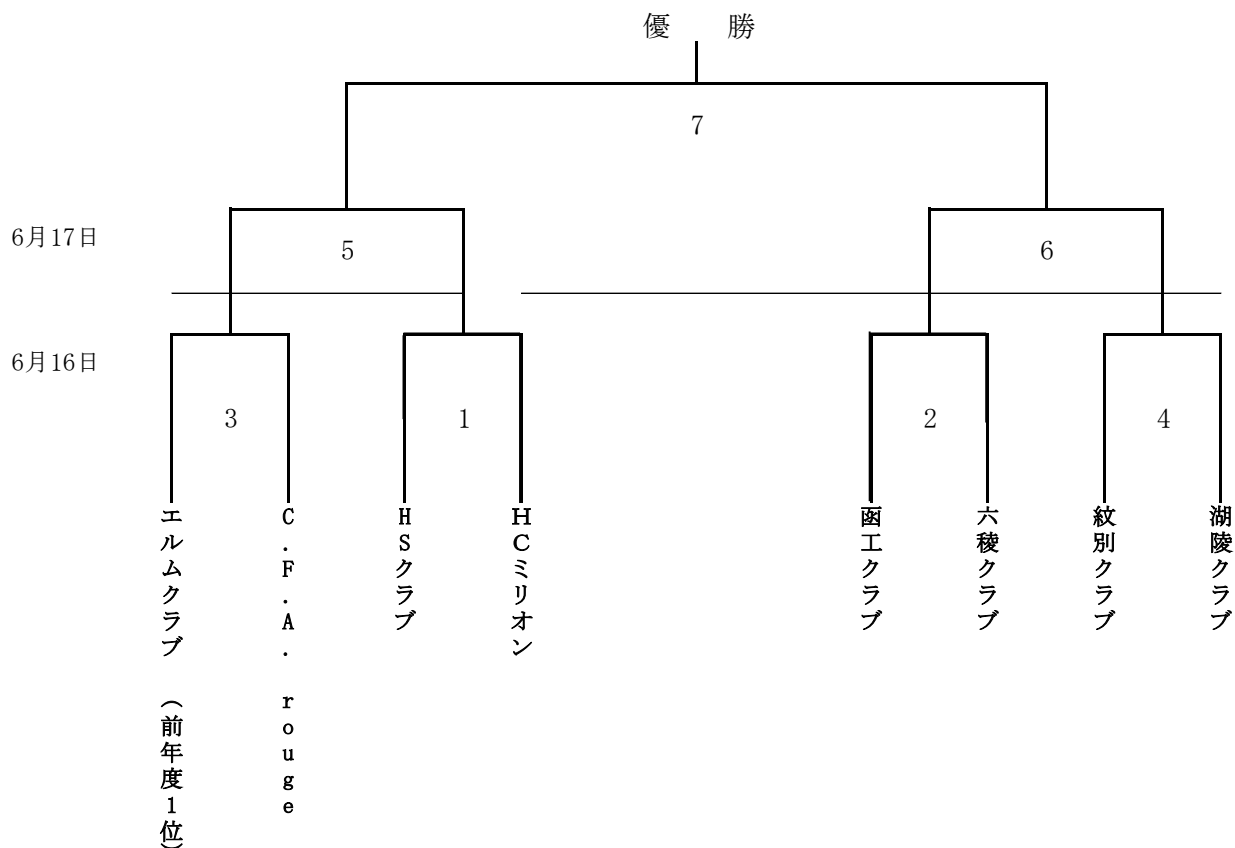 優　勝
7
6月17日
5
6
6月16日
3
1
2
4
エルムクラブ （前年度1位）
C.F.A. rouge
HSクラブ
HCミリオン
函工クラブ
六稜クラブ
紋別クラブ
湖陵クラブ